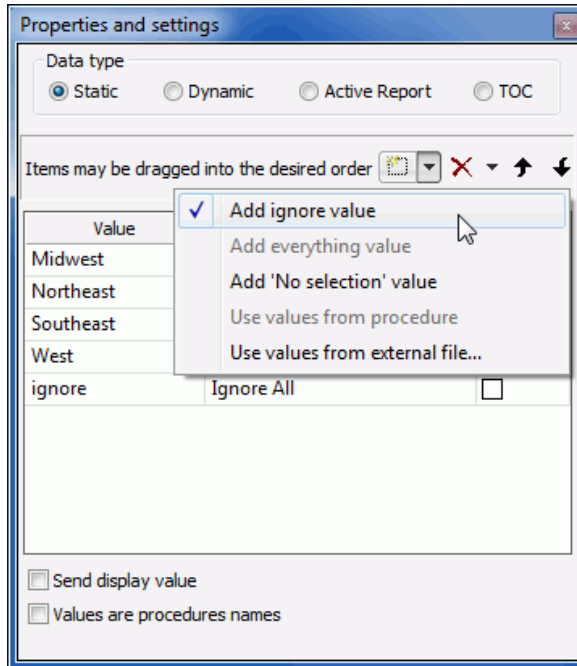 Properties and settings
Data type
Static Dynamic Active Report TOC
Items may be dragged into the desired order
Add ignore value
Add everything value
Add 'No selection' value
Use values from procedure
Use values from external file...
Value
Midwest
Northeast
Southeast
West
ignore Ignore All
Send display value
Values are procedures names